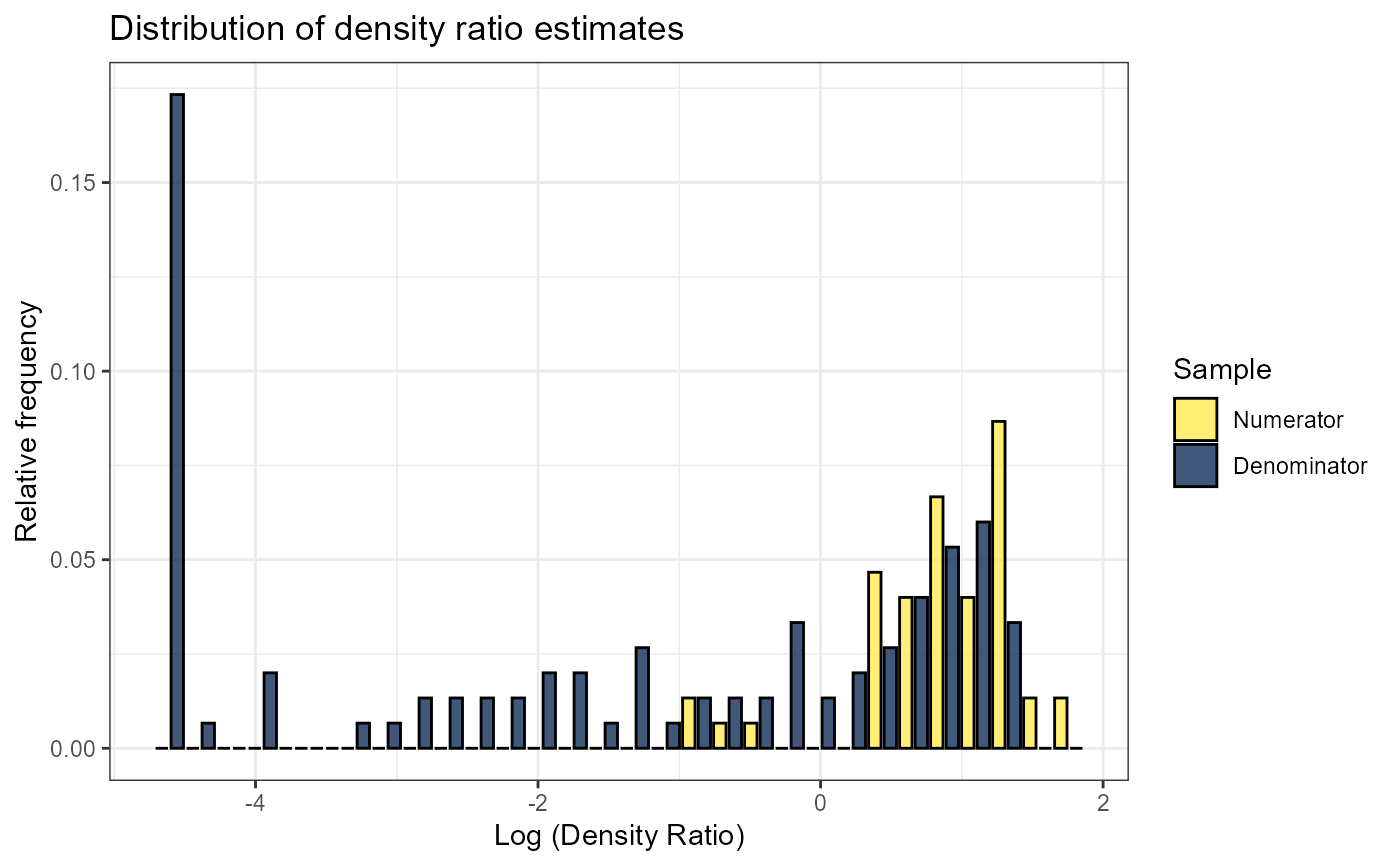 Distribution of density ratio estimates
Relative frequency
0.15
0.10
0.05
0.00
-4
-2
0
2
Log (Density Ratio)
Sample
Numerator
Denominator